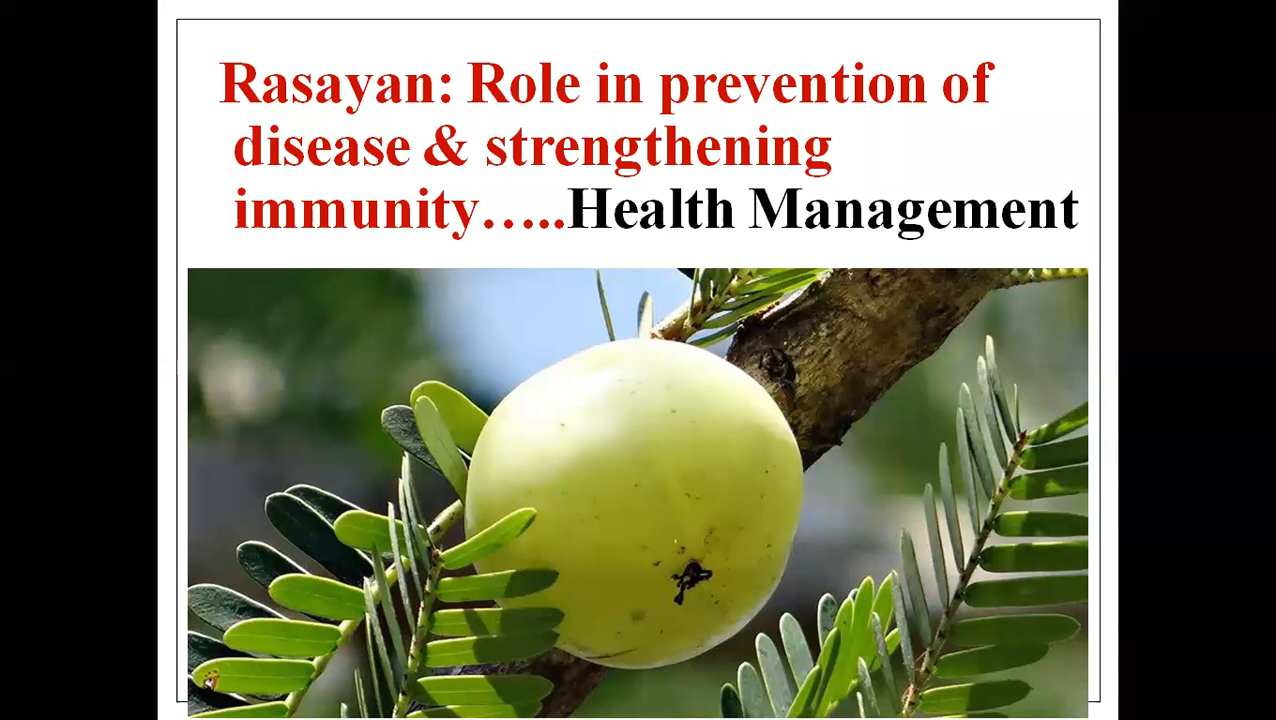 Rasayan: Role in prevention of
disease & strengthening
immunity…..Health Management